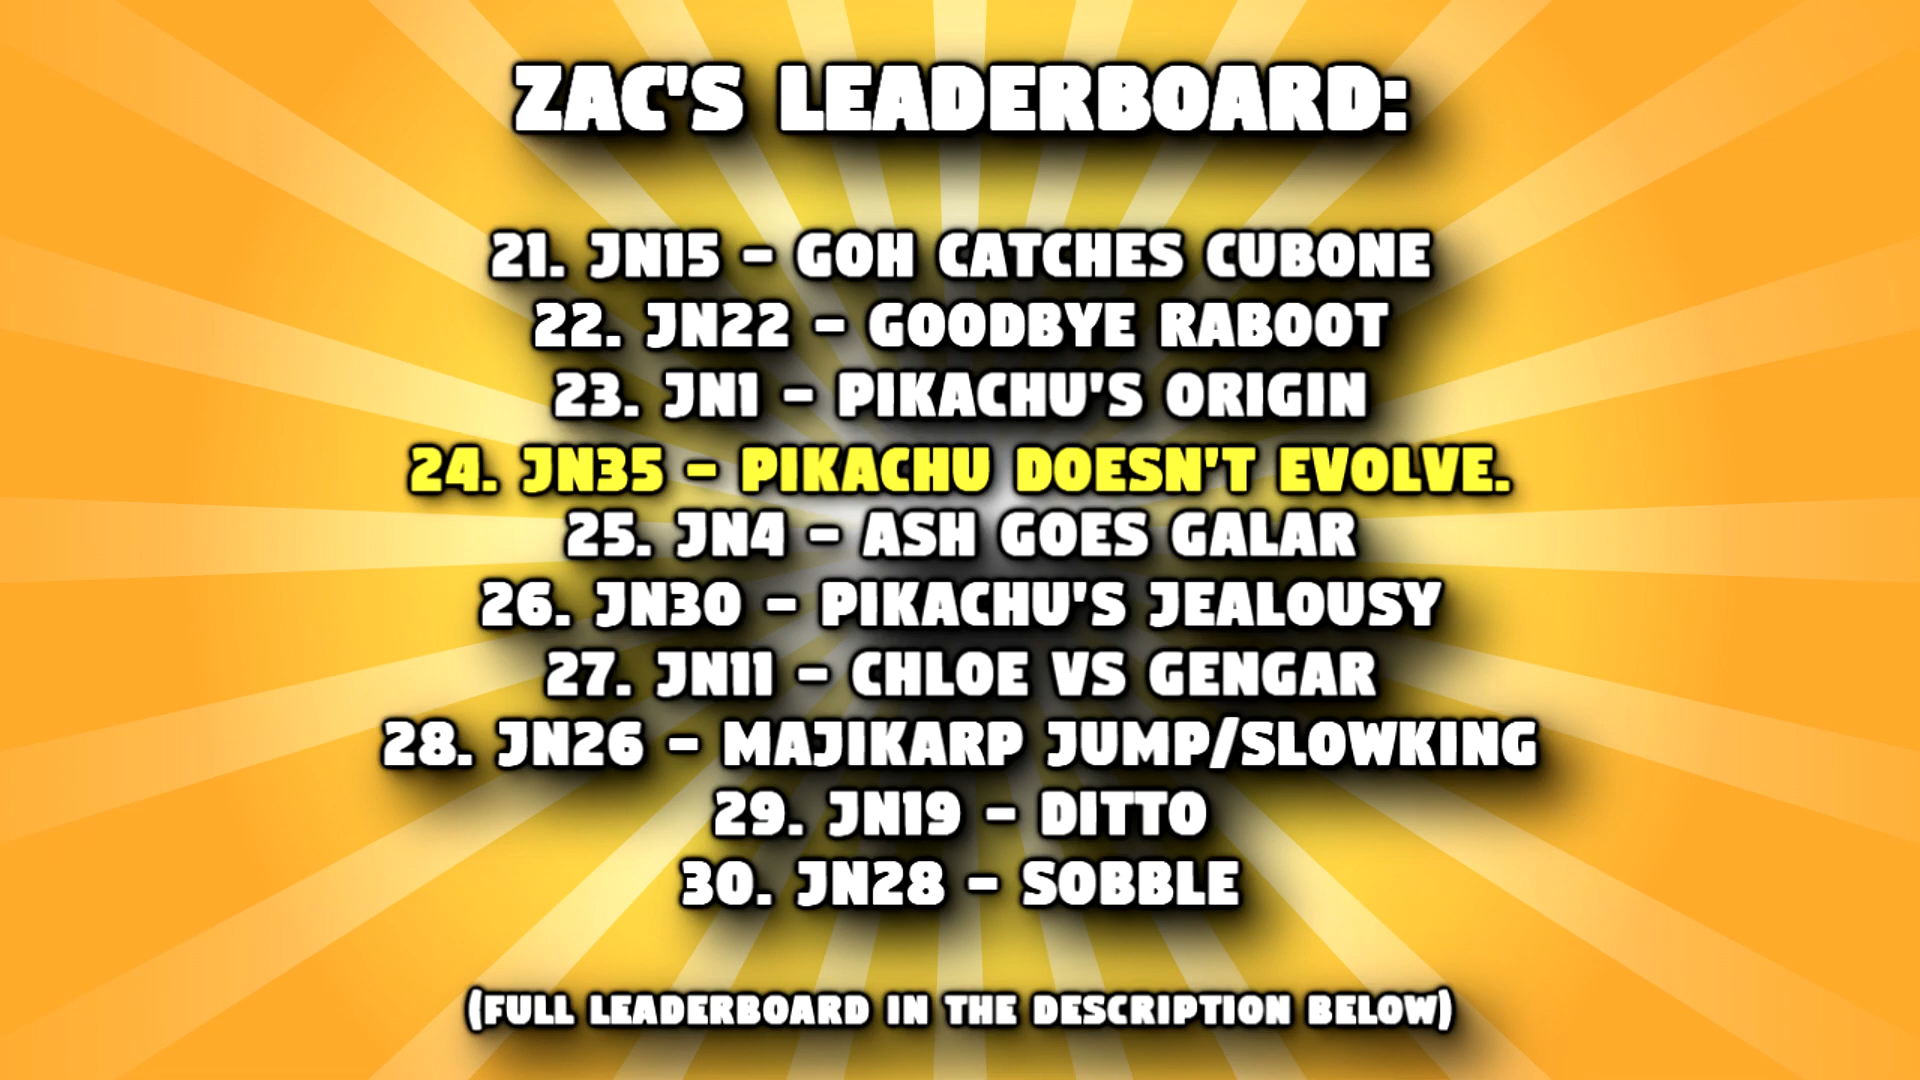 ZAC'S LEADERBOARD:
21. JN15 - GOH CATCHES CUBONE
22. JN22 - GOODBYE RABOOT
23. JN1 - PIKACHU'S ORIGIN
24. JN35 - PIKACHU DOESN'T EVOLVE.
25. JN4 - ASH GOES GALAR
26. JN30 - PIKACHU'S JEALOUSY
27. JN11 - CHLOE VS GENGAR
28. JN26 - MAJIKARP JUMP/SLOWKING
29. JN19 - DITTO
30. JN28 - SOBBLE
(FULL LEADERBOARD IN THE DESCRIPTION BELOW)